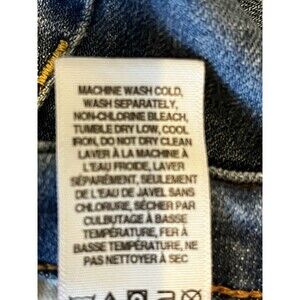 MACHINE WASH COLD,
WASH SEPARATELY,
NON-CHLORINE BLEACH,
TUMBLE DRY LOW, COOL
IRON, DO NOT DRY CLEAN
LAVER À LA MACHINE À
L'EAU FROIDE, LAVER
SÉPARÉMENT, SEULEMENT
DE L'EAU DE JAVEL SANS
CHLORURE, SÉCHER PAR
CULBUTAGE À BASSE
TEMPÉRATURE, FER À
BASSE TEMPÉRATURE, NE
PAS NETTOYER À SEC